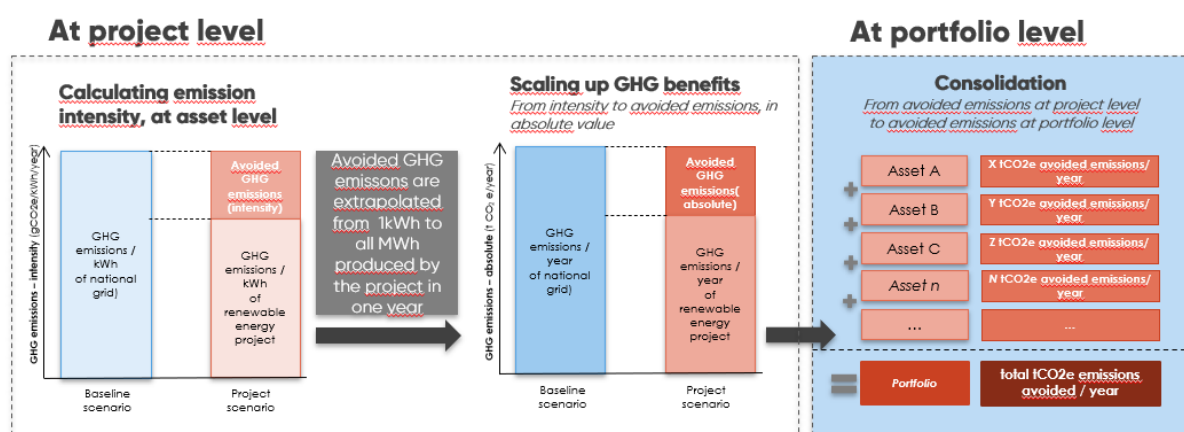 At project level
At portfolio level
Calculating emission
intensity, at asset level
GHG emissions – intensity (gCO2e/kWh/year)
GHG
emissions /
kWh
of national
grid)
Avoided
GHG
emissions
(intensity)
GHG
emissions /
kWh
of
renewable
energy
project
Baseline
scenario
Project
scenario
Avoided GHG
emissons are
extrapolated
from 1kWh to
all MWh
produced by
the project in
one year
Scaling up GHG benefits
From intensity to avoided emissions, in
absolute value
GHG emissions – absolute (t CO2 e/year)
GHG
emissions /
year
of national
grid)
Avoided
GHG
emissions(
absolute)
GHG
emissions /
year
of
renewable
energy
project
Baseline
scenario
Project
scenario
Consolidation
From avoided emissions at project level
to avoided emissions at portfolio level
Asset A
X tCO2e avoided emissions/
year
+
Asset B
Y tCO2e avoided emissions/
year
+
Asset C
Z tCO2e avoided emissions/
year
+
Asset n
N tCO2e avoided emissions/
year
+
...
...
=
Portfolio
total tCO2e emissions
avoided / year